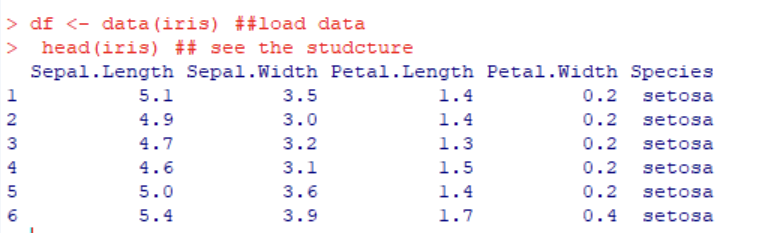 > df <- data(iris) ##load data
>  head(iris) ## see the studcture
  Sepal.Length Sepal.Width Petal.Length Petal.Width Species
1          5.1         3.5          1.4         0.2  setosa
2          4.9         3.0          1.4         0.2  setosa
3          4.7         3.2          1.3         0.2  setosa
4          4.6         3.1          1.5         0.2  setosa
5          5.0         3.6          1.4         0.2  setosa
6          5.4         3.9          1.7         0.4  setosa